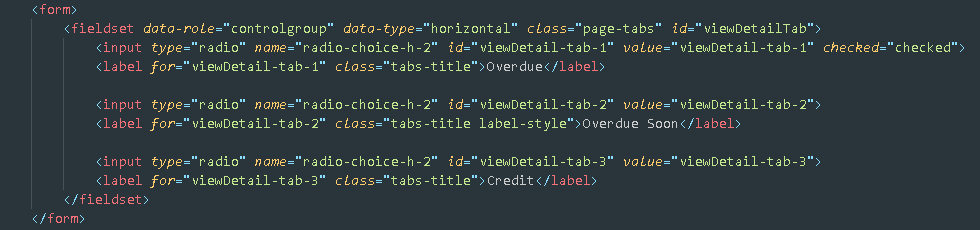 <form>
<fieldset data-role="controlgroup" data-type="horizontal" class="page-tabs" id="viewDetailTab">
<input type="radio" name="radio-choice-h-2" id="viewDetail-tab-1" value="viewDetail-tab-1" checked="checked">
<label for="viewDetail-tab-1" class="tabs-title">Overdue</label>
<input type="radio" name="radio-choice-h-2" id="viewDetail-tab-2" value="viewDetail-tab-2">
<label for="viewDetail-tab-2" class="tabs-title label-style">Overdue Soon</label>
<input type="radio" name="radio-choice-h-2" id="viewDetail-tab-3" value="viewDetail-tab-3">
<label for="viewDetail-tab-3" class="tabs-title">Credit</label>
</fieldset>
</form>